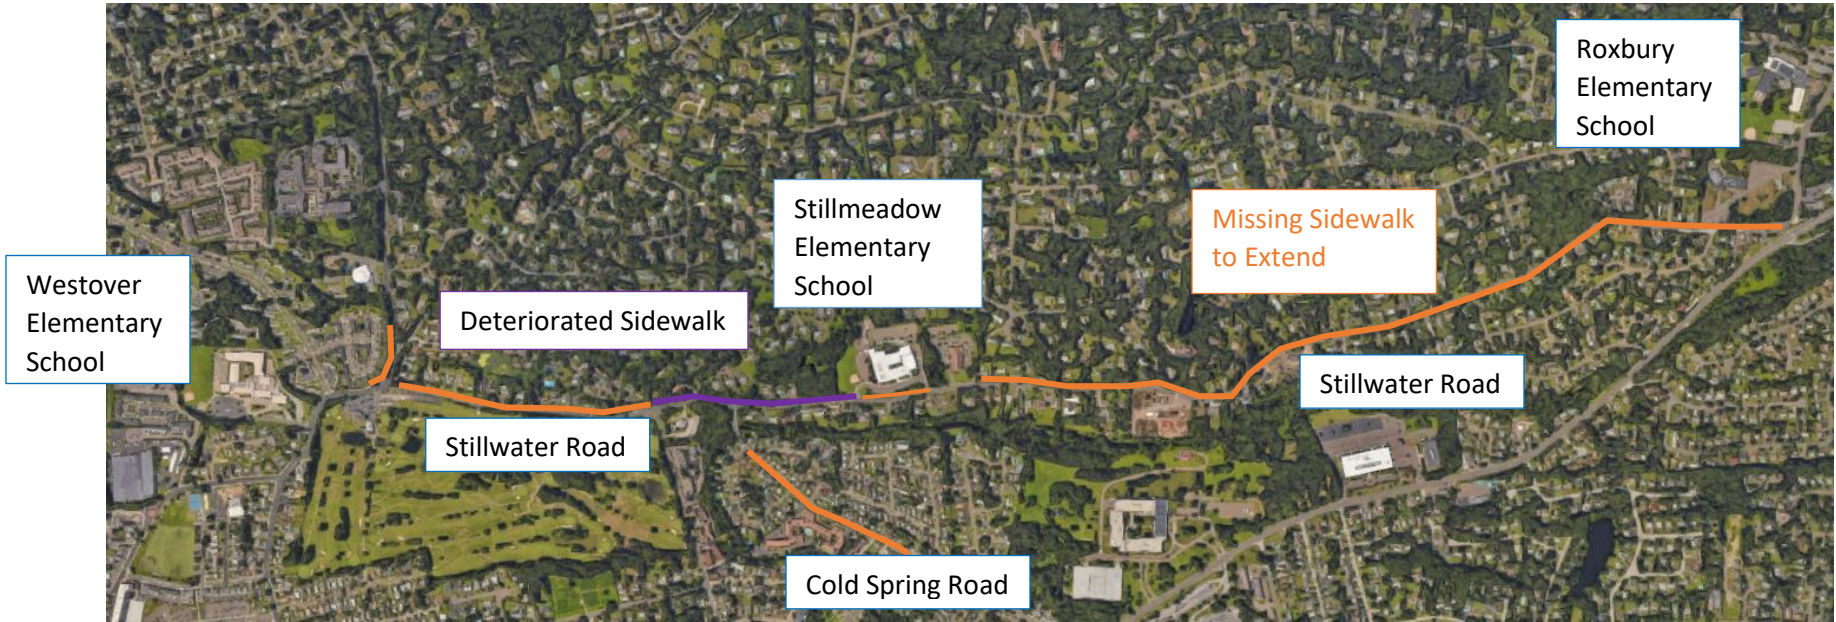 Roxbury
Elementary
School
Stillmeadow
Elementary
School
Missing Sidewalk
to Extend
Westover
Elementary
School
Deteriorated Sidewalk
Stillwater Road
Stillwater Road
Cold Spring Road